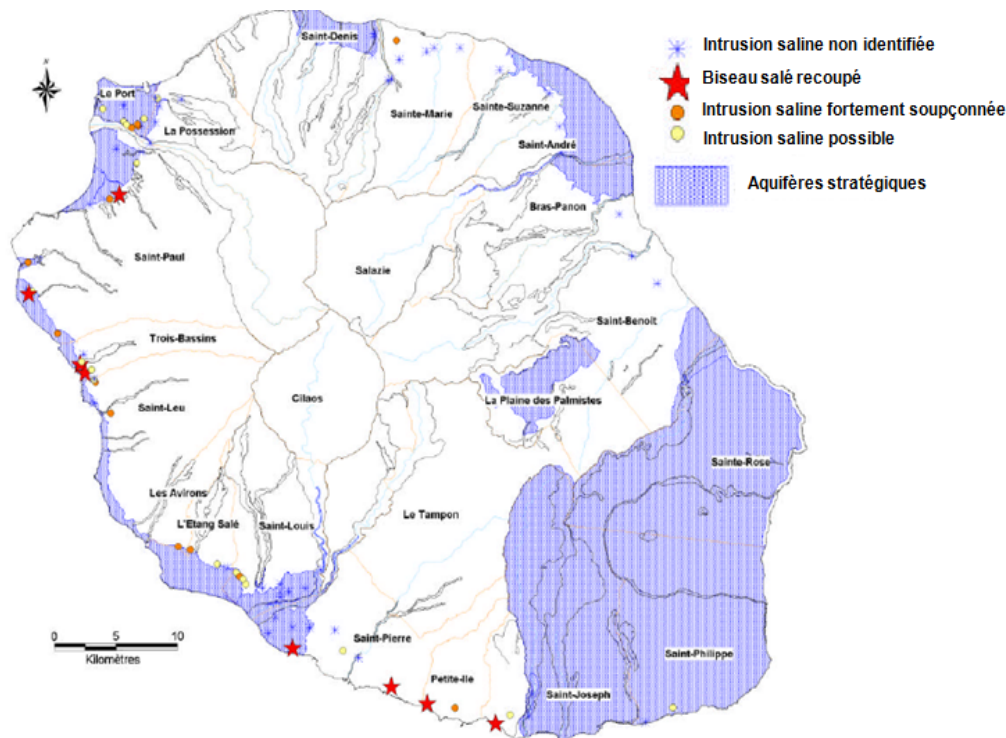 Saint-Denis
Intrusion saline non identifiée
Biseau salé recoupé
Intrusion saline fortement soupçonnée
Intrusion saline possible
Aquifères stratégiques
N
Le Port
La Possession
Sainte-Marie
Sainte-Suzanne
Saint-André
Bras-Panon
Saint-Paul
Salazie
Saint-Benoit
Trois-Bassins
Cilaos
La Plaine des Palmistes
Saint-Leu
Sainte-Rose
Les Avirons
L'Etang Salé
Saint-Louis
Le Tampon
0 5 10
Kilomètres
Saint-Pierre
Petite-Ile
Saint-Joseph
Saint-Philippe